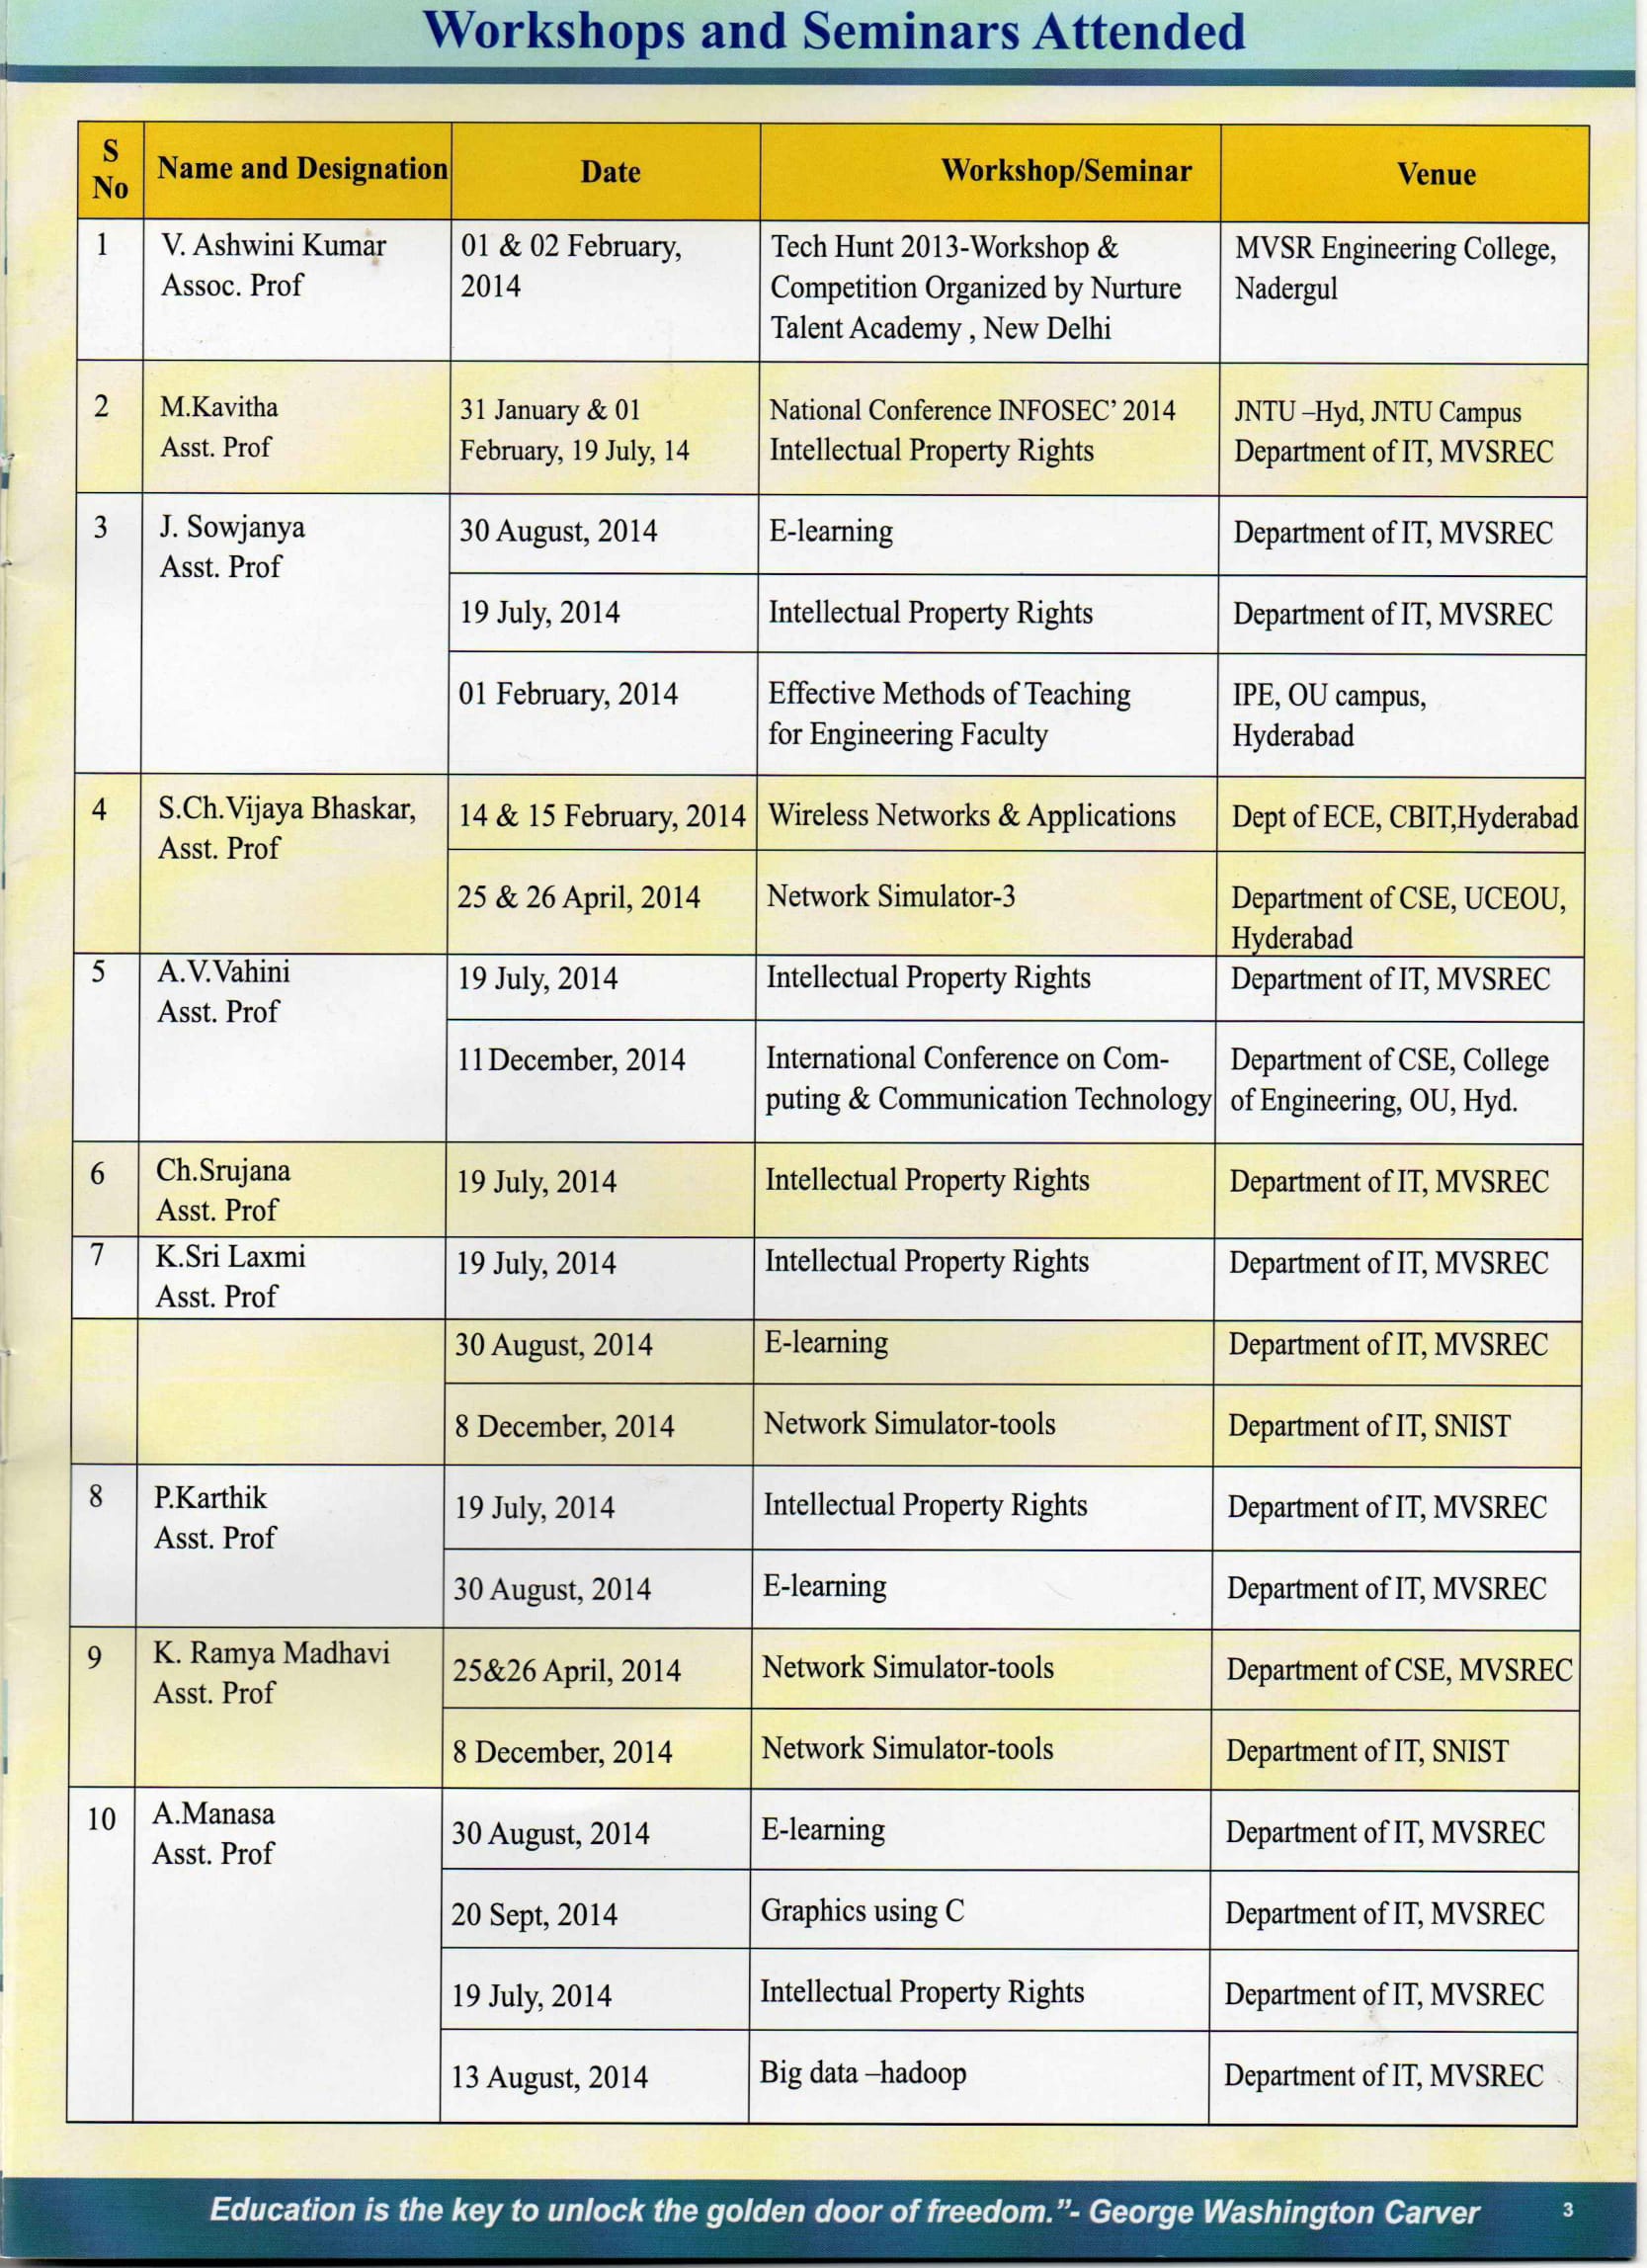 Workshops and Seminars Attended
S No
Name and Designation
Date
Workshop/Seminar
Venue
1
V. Ashwini Kumar
Assoc. Prof
01 & 02 February,
2014
Tech Hunt 2013-Workshop &
Competition Organized by Nurture
Talent Academy , New Delhi
MVSR Engineering College,
Nadergul
2
M.Kavitha
Asst. Prof
31 January & 01
February, 19 July, 14
National Conference INFOSEC’ 2014
Intellectual Property Rights
JNTU –Hyd, JNTU Campus
Department of IT, MVSREC
3
J. Sowjanya
Asst. Prof
30 August, 2014
E-learning
Department of IT, MVSREC
19 July, 2014
Intellectual Property Rights
Department of IT, MVSREC
01 February, 2014
Effective Methods of Teaching
for Engineering Faculty
IPE, OU campus,
Hyderabad
4
S.Ch.Vijaya Bhaskar,
Asst. Prof
14 & 15 February, 2014
Wireless Networks & Applications
Dept of ECE, CBIT,Hyderabad
25 & 26 April, 2014
Network Simulator-3
Department of CSE, UCEOU,
Hyderabad
5
A.V.Vahini
Asst. Prof
19 July, 2014
Intellectual Property Rights
Department of IT, MVSREC
11 December, 2014
International Conference on Com-
puting & Communication Technology
Department of CSE, College
of Engineering, OU, Hyd.
6
Ch.Srujana
Asst. Prof
19 July, 2014
Intellectual Property Rights
Department of IT, MVSREC
7
K.Sri Laxmi
Asst. Prof
19 July, 2014
Intellectual Property Rights
Department of IT, MVSREC
30 August, 2014
E-learning
Department of IT, MVSREC
8 December, 2014
Network Simulator-tools
Department of IT, SNIST
8
P.Karthik
Asst. Prof
19 July, 2014
Intellectual Property Rights
Department of IT, MVSREC
30 August, 2014
E-learning
Department of IT, MVSREC
9
K. Ramya Madhavi
Asst. Prof
25&26 April, 2014
Network Simulator-tools
Department of CSE, MVSREC
8 December, 2014
Network Simulator-tools
Department of IT, SNIST
10
A.Manasa
Asst. Prof
30 August, 2014
E-learning
Department of IT, MVSREC
20 Sept, 2014
Graphics using C
Department of IT, MVSREC
19 July, 2014
Intellectual Property Rights
Department of IT, MVSREC
13 August, 2014
Big data –hadoop
Department of IT, MVSREC
Education is the key to unlock the golden door of freedom.”- George Washington Carver
3